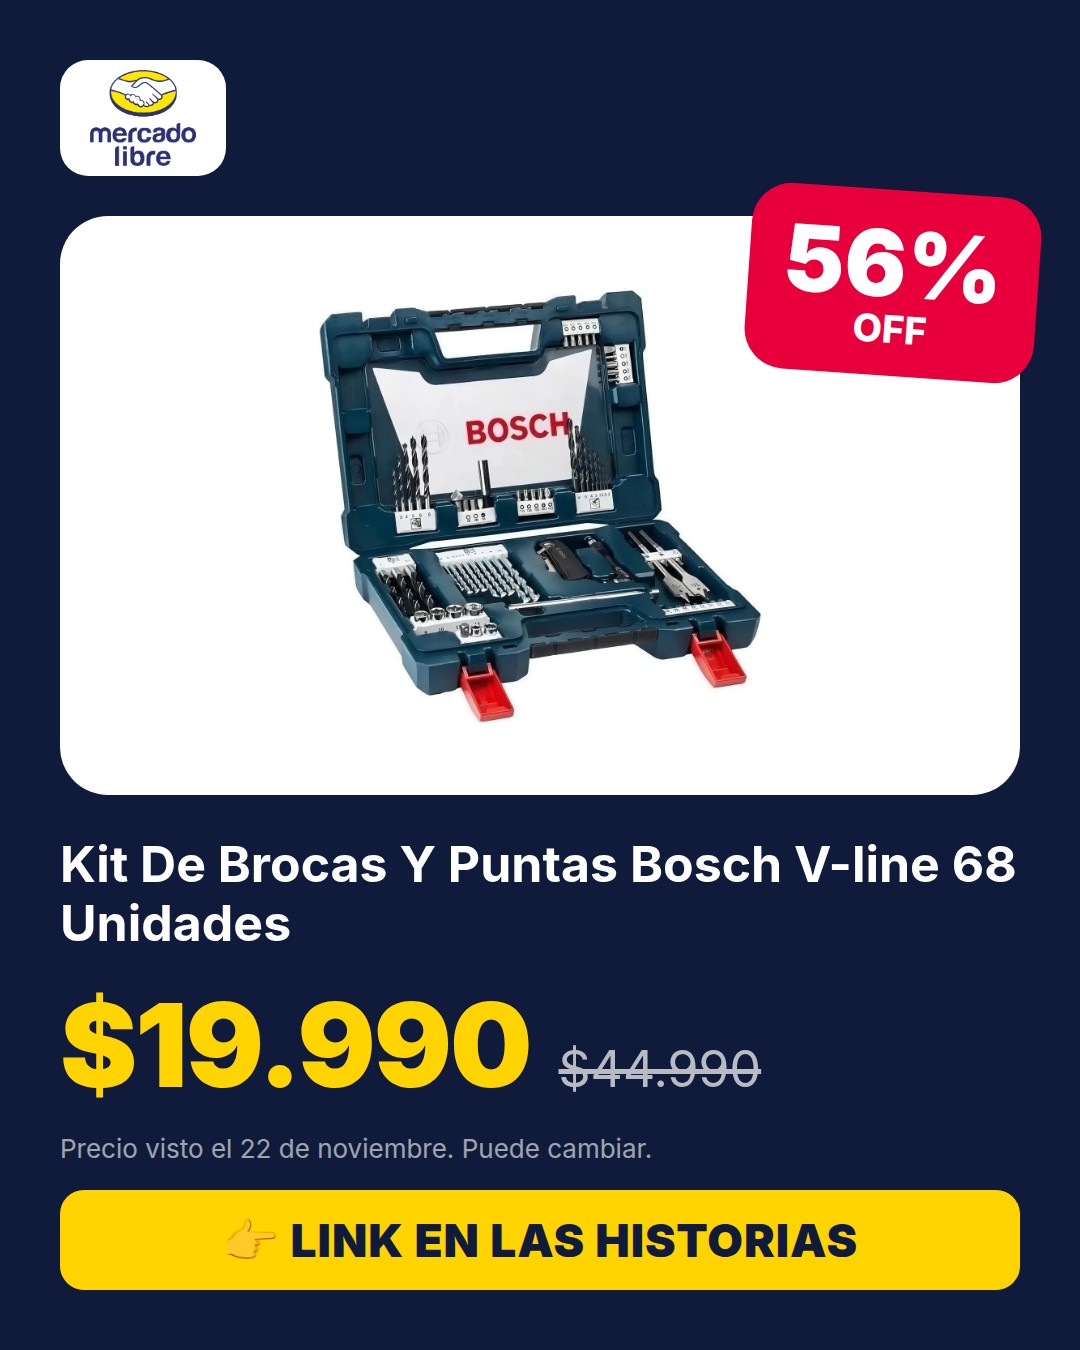 mercado
libre
56%
OFF
BOSCH
Kit De Brocas Y Puntas Bosch V-line 68
Unidades
$19.990 $44.990
Precio visto el 22 de noviembre. Puede cambiar.
👉 LINK EN LAS HISTORIAS